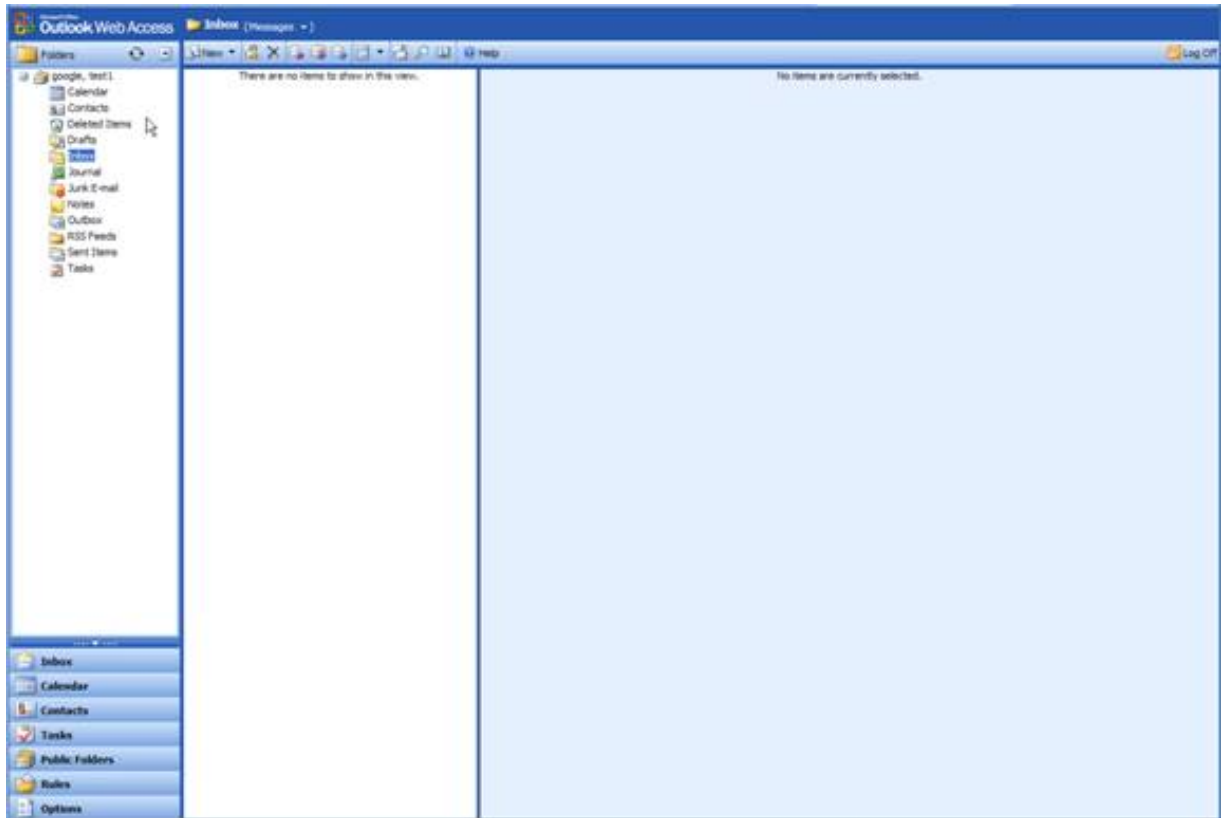 Microsoft Office
Outlook Web Access
Inbox (Messages)
Folders
New
Help
Log Off
google, test1
Calendar
Contacts
Deleted Items
Drafts
Inbox
Journal
Junk E-mail
Notes
Outbox
RSS Feeds
Sent Items
Tasks
There are no items to show in this view.
No items are currently selected.
Inbox
Calendar
Contacts
Tasks
Public Folders
Rules
Options